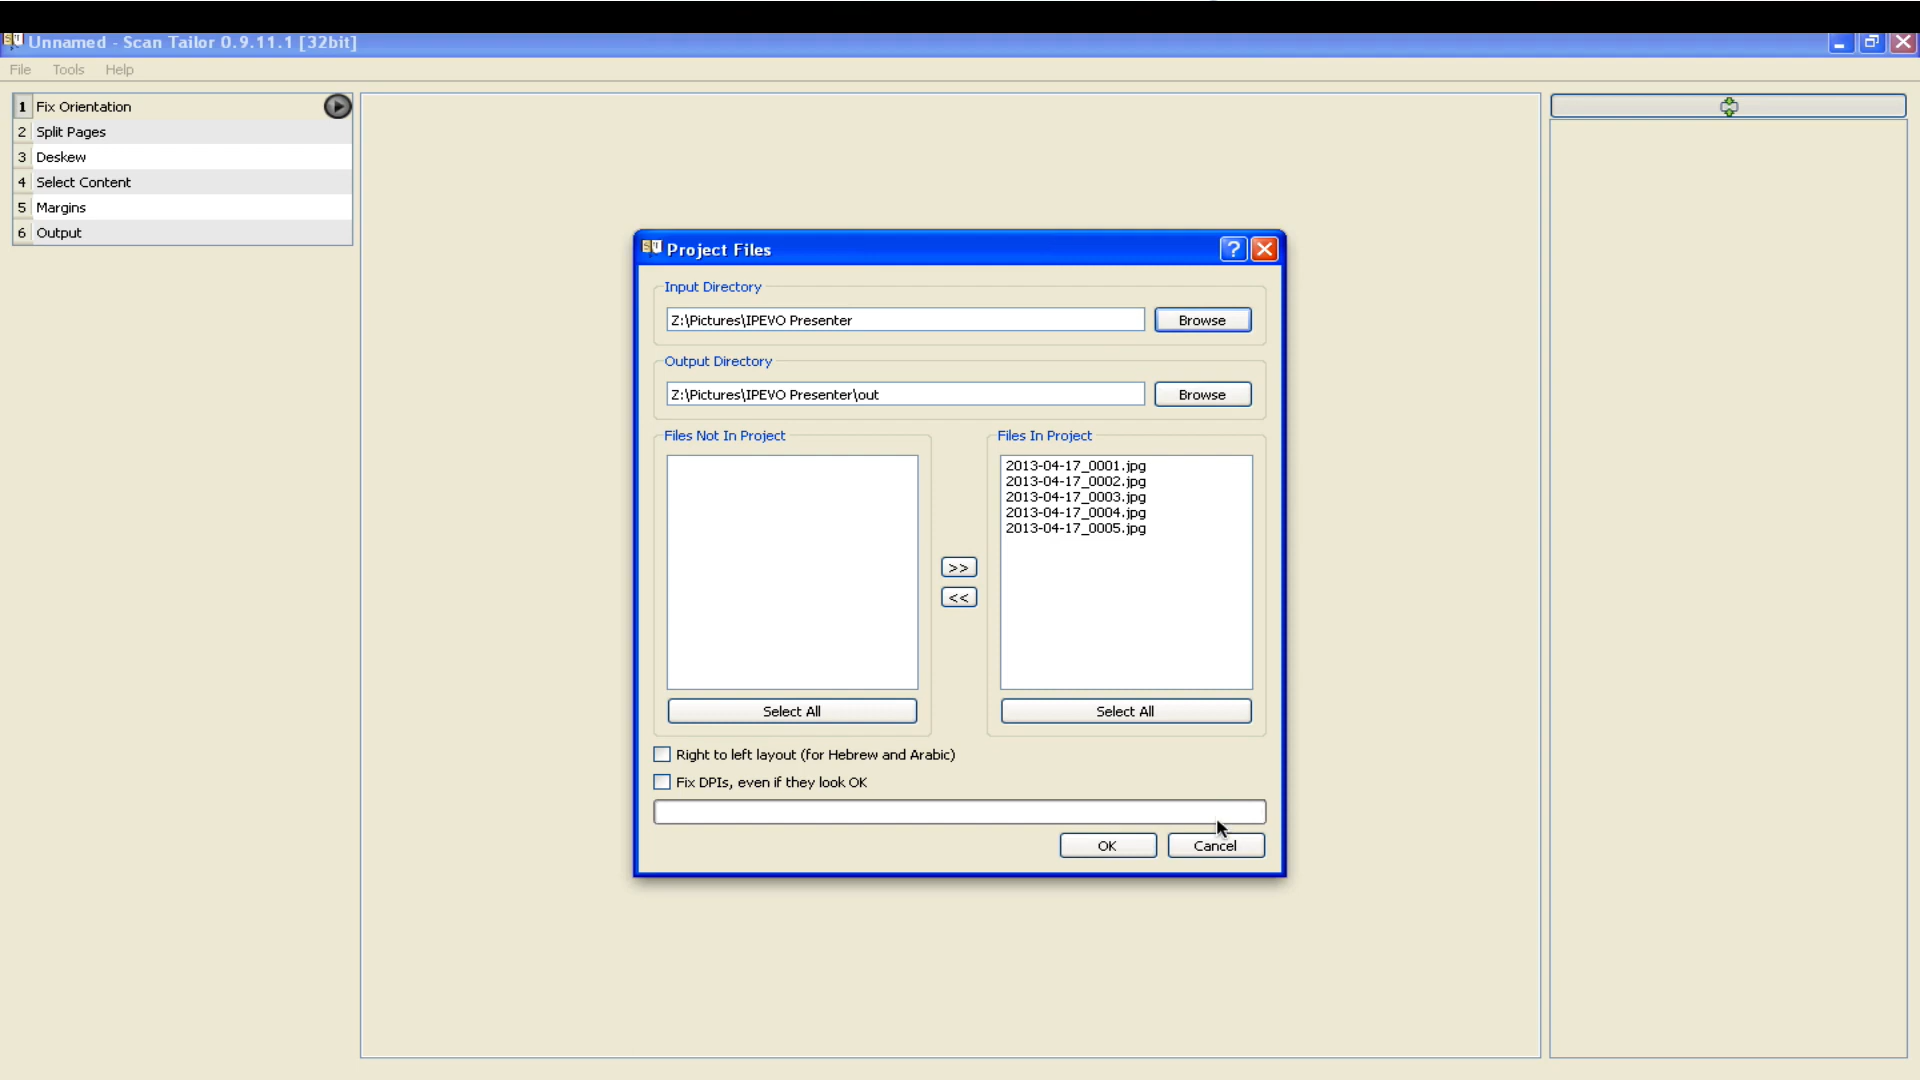 Unnamed - Scan Tailor 0.9.11.1 [32bit]
File Tools Help
1 Fix Orientation
2 Split Pages
3 Deskew
4 Select Content
5 Margins
6 Output
Project Files
Input Directory
Z:\Pictures\IPEVO Presenter
Browse
Output Directory
Z:\Pictures\IPEVO Presenter\out
Browse
Files Not In Project
Files In Project
2013-04-17_0001.jpg
2013-04-17_0002.jpg
2013-04-17_0003.jpg
2013-04-17_0004.jpg
2013-04-17_0005.jpg
>>
<<
Select All
Select All
Right to left layout (for Hebrew and Arabic)
Fix DPIs, even if they look OK
OK
Cancel